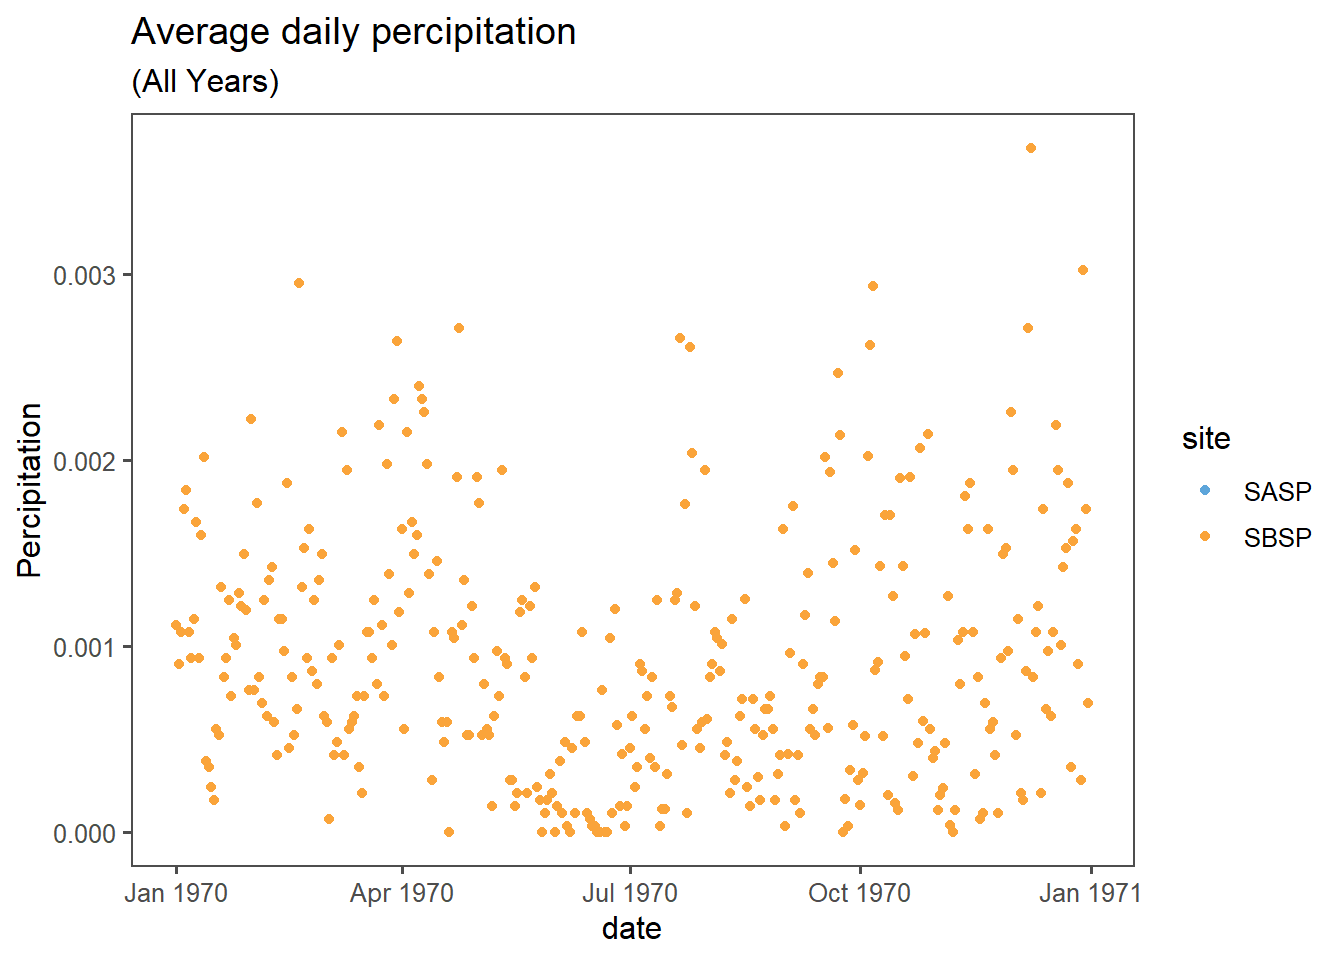 Average daily percipitation
(All Years)
Percipitation
0.003
0.002
0.001
0.000
Jan 1970
Apr 1970
Jul 1970
Oct 1970
Jan 1971
date
site
SASP
SBSP